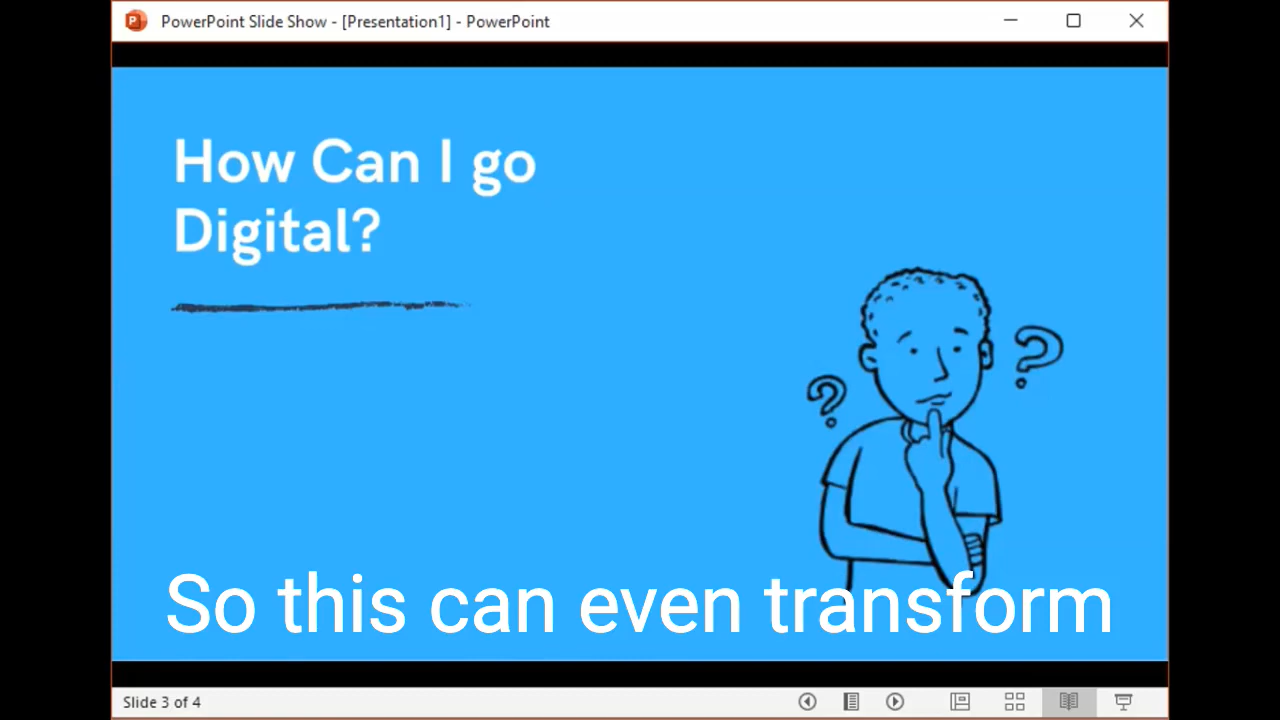 PowerPoint Slide Show - [Presentation1] - PowerPoint
How Can I go
Digital?
?
?
So this can even transform
Slide 3 of 4